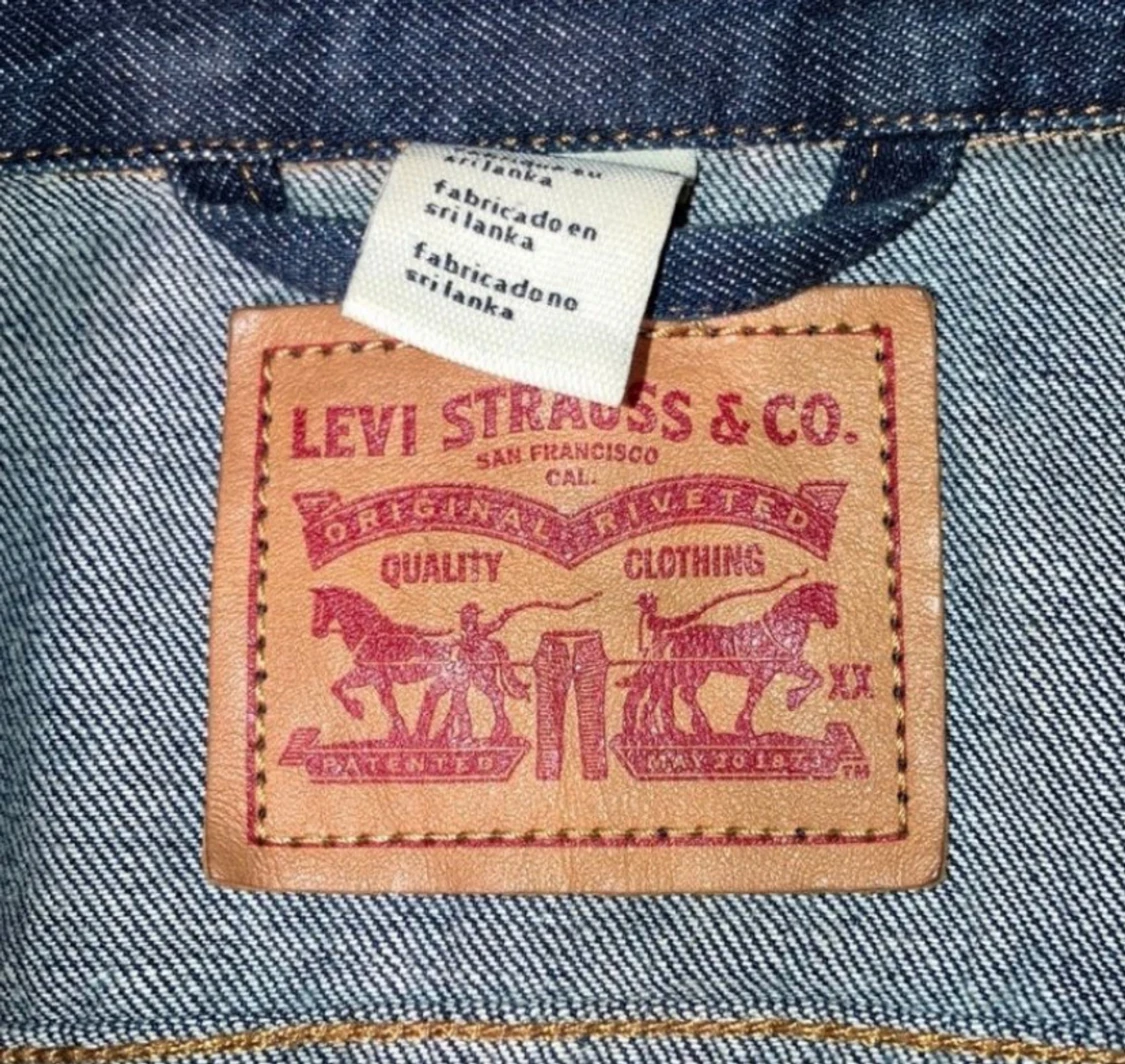 sri lanka
fabricado en
sri lanka
fabricado no
sri lanka
LEVI STRAUSS & CO.
SAN FRANCISCO
CAL.
ORIGINAL RIVETED
QUALITY CLOTHING
XX
PATENTED MAY 20 1873 TM